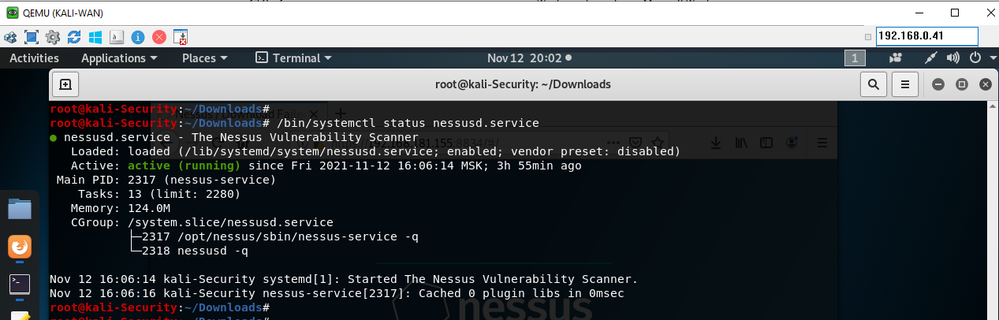 QEMU (KALI-WAN)
192.168.0.41
Activities Applications Places Terminal Nov 12 20:02 1
root@kali-Security: ~/Downloads
root@kali-Security:~/Downloads#
root@kali-Security:~/Downloads# /bin/systemctl status nessusd.service
● nessusd.service - The Nessus Vulnerability Scanner
Loaded: loaded (/lib/systemd/system/nessusd.service; enabled; vendor preset: disabled)
Active: active (running) since Fri 2021-11-12 16:06:14 MSK; 3h 55min ago
Main PID: 2317 (nessus-service)
Tasks: 13 (limit: 2280)
Memory: 124.0M
CGroup: /system.slice/nessusd.service
├─2317 /opt/nessus/sbin/nessus-service -q
└─2318 nessusd -q
Nov 12 16:06:14 kali-Security systemd[1]: Started The Nessus Vulnerability Scanner.
Nov 12 16:06:16 kali-Security nessus-service[2317]: Cached 0 plugin libs in 0msec
root@kali-Security:~/Downloads#
nessus